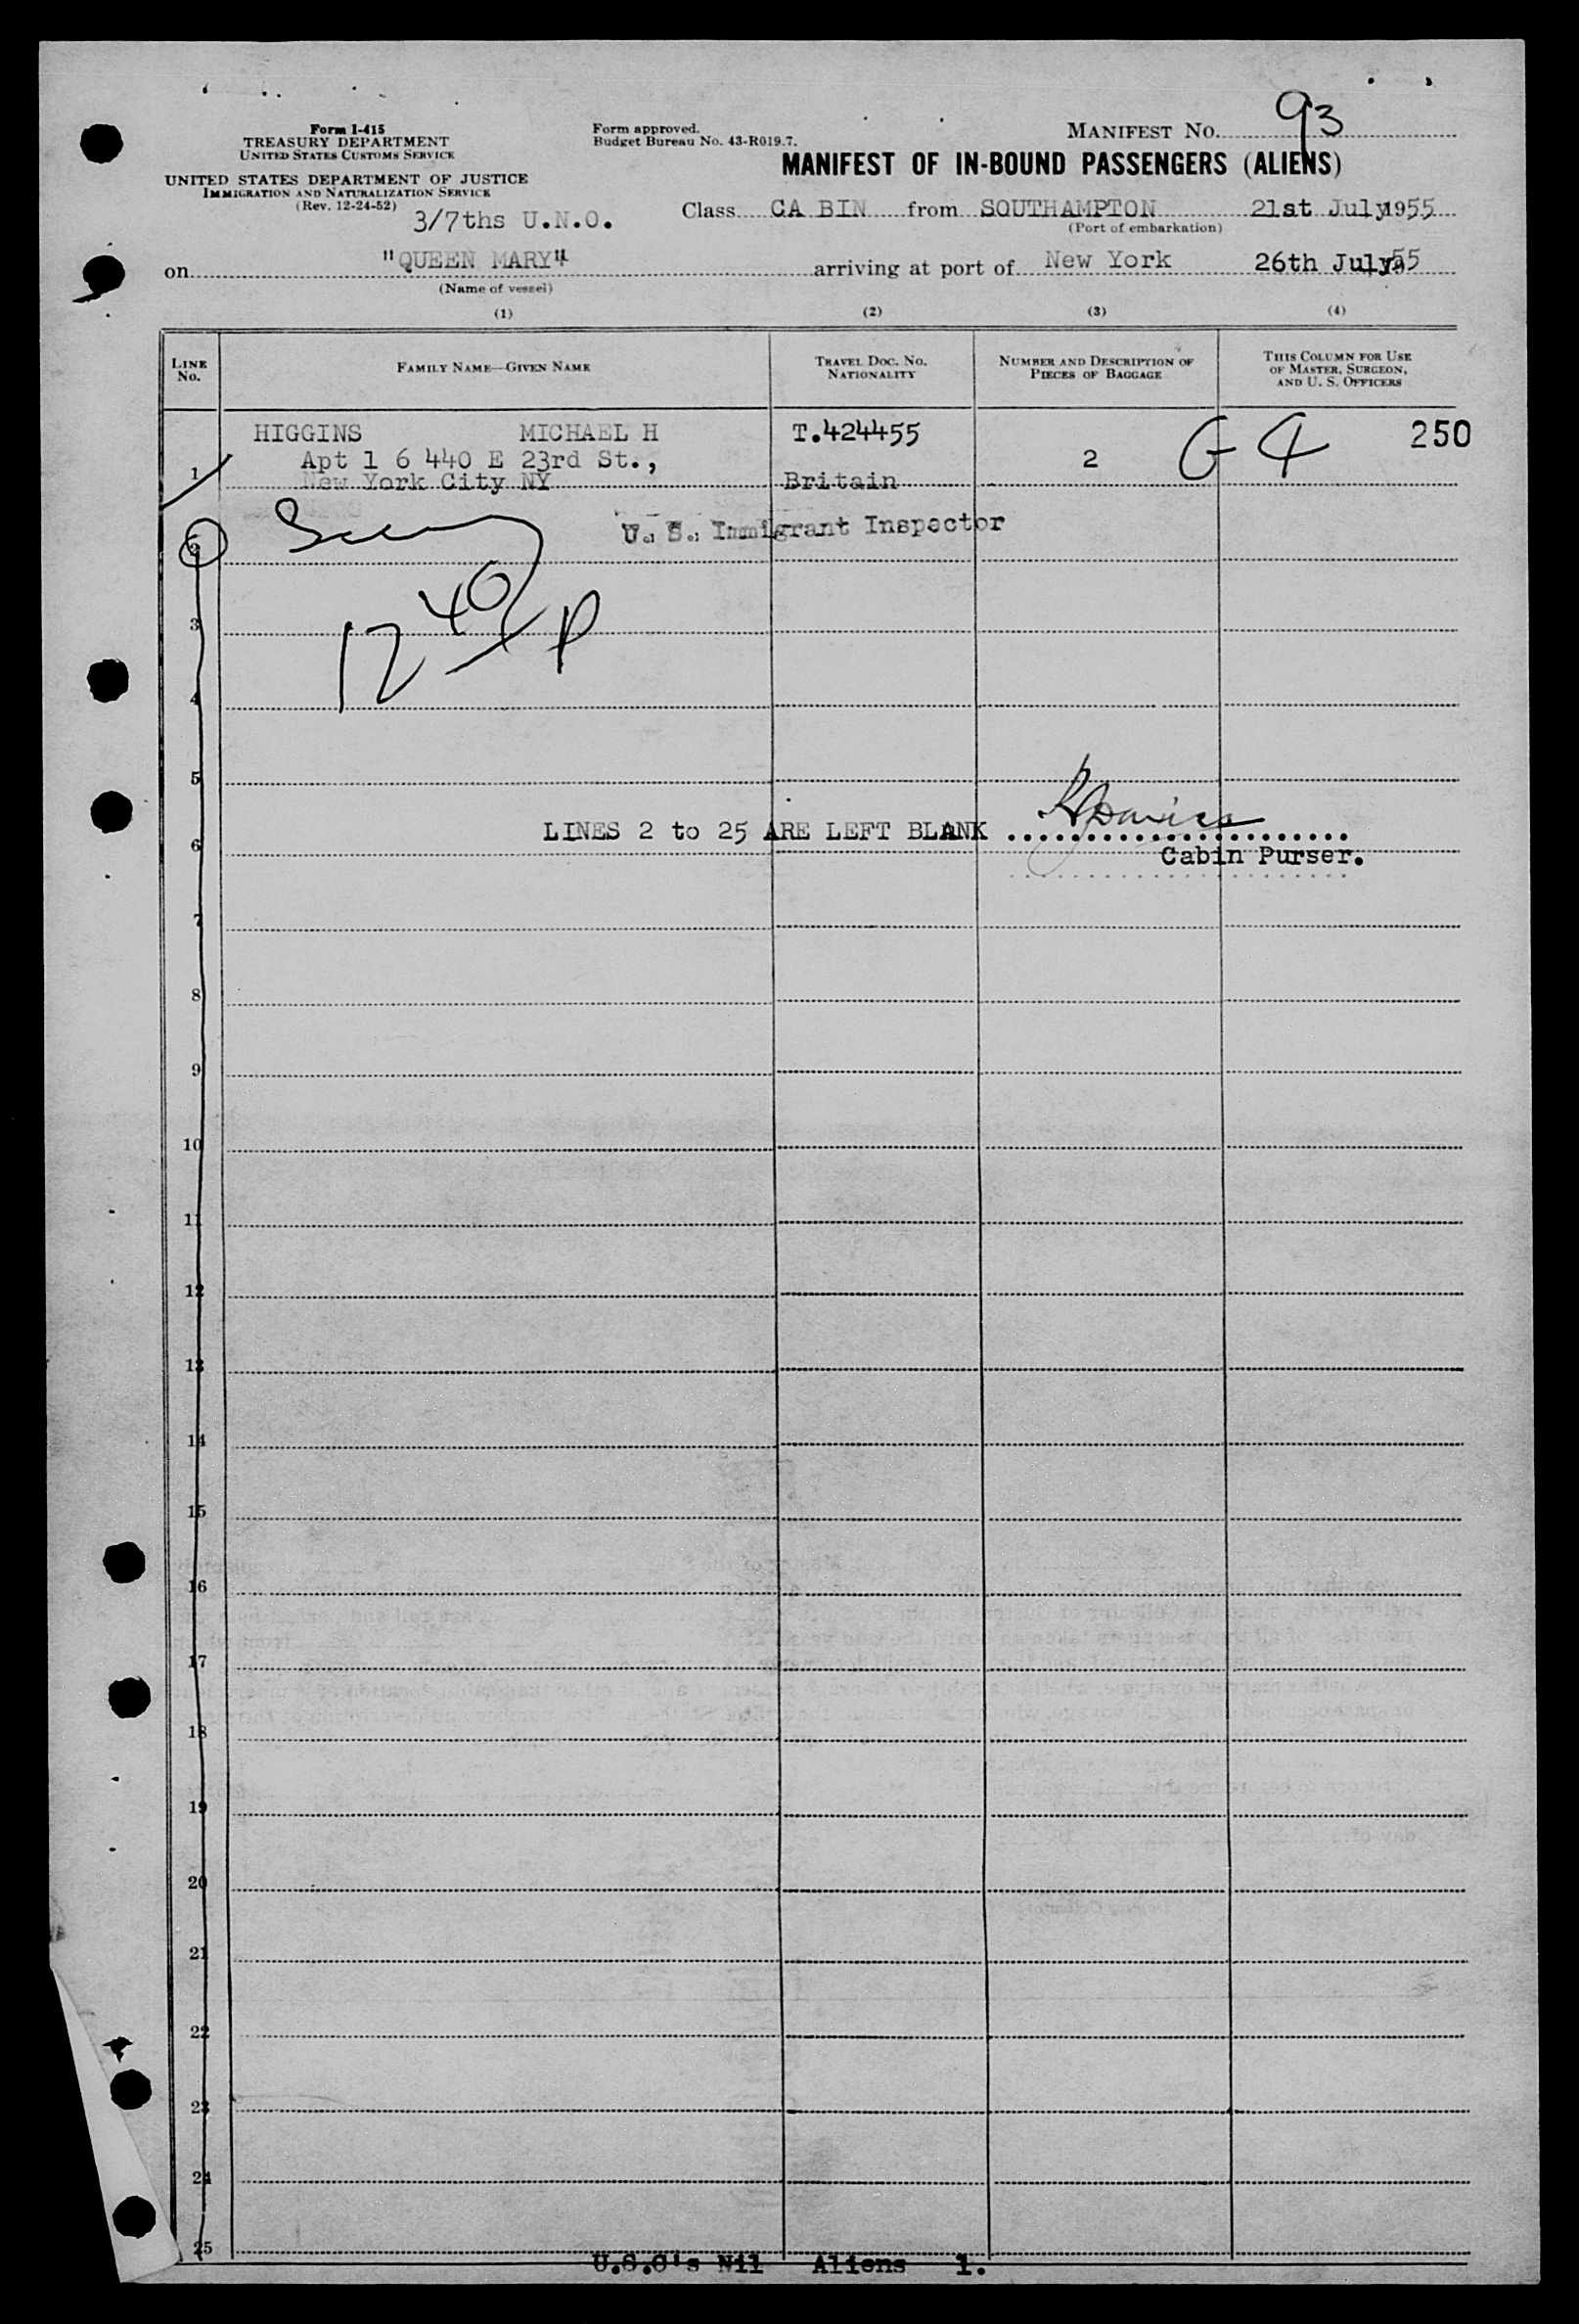 Form I-415
TREASURY DEPARTMENT
UNITED STATES CUSTOMS SERVICE
UNITED STATES DEPARTMENT OF JUSTICE
IMMIGRATION AND NATURALIZATION SERVICE
(Rev. 12-24-52)
3/7ths U.N.O.
Form approved.
Budget Bureau No. 43-R019.7.
MANIFEST NO. 93
MANIFEST OF IN-BOUND PASSENGERS (ALIENS)
Class CA BIN from SOUTHAMPTON 21st July 1955
(Port of embarkation)
on "QUEEN MARY" arriving at port of New York 26th July 55
(Name of vessel)
(1) (2) (3) (4)
LINE NO. FAMILY NAME—GIVEN NAME TRAVEL DOC. NO. NATIONALITY NUMBER AND DESCRIPTION OF PIECES OF BAGGAGE THIS COLUMN FOR USE OF MASTER, SURGEON, AND U. S. OFFICERS
HIGGINS MICHAEL H T.424455 G 4 250
Apt 1 6 440 E 23rd St., 2
1 New York City NY Britain
U. S. Immigrant Inspector
2
12 40 P
3
4
5
LINES 2 to 25 ARE LEFT BLANK
6 Cabin Purser.
7
8
9
10
11
12
13
14
15
16
17
18
19
20
21
22
23
24
25
U.S.C's Nil Aliens 1.